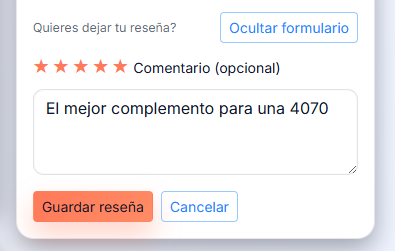 Quieres dejar tu reseña? Ocultar formulario
★★★★★ Comentario (opcional)
El mejor complemento para una 4070
Guardar reseña Cancelar